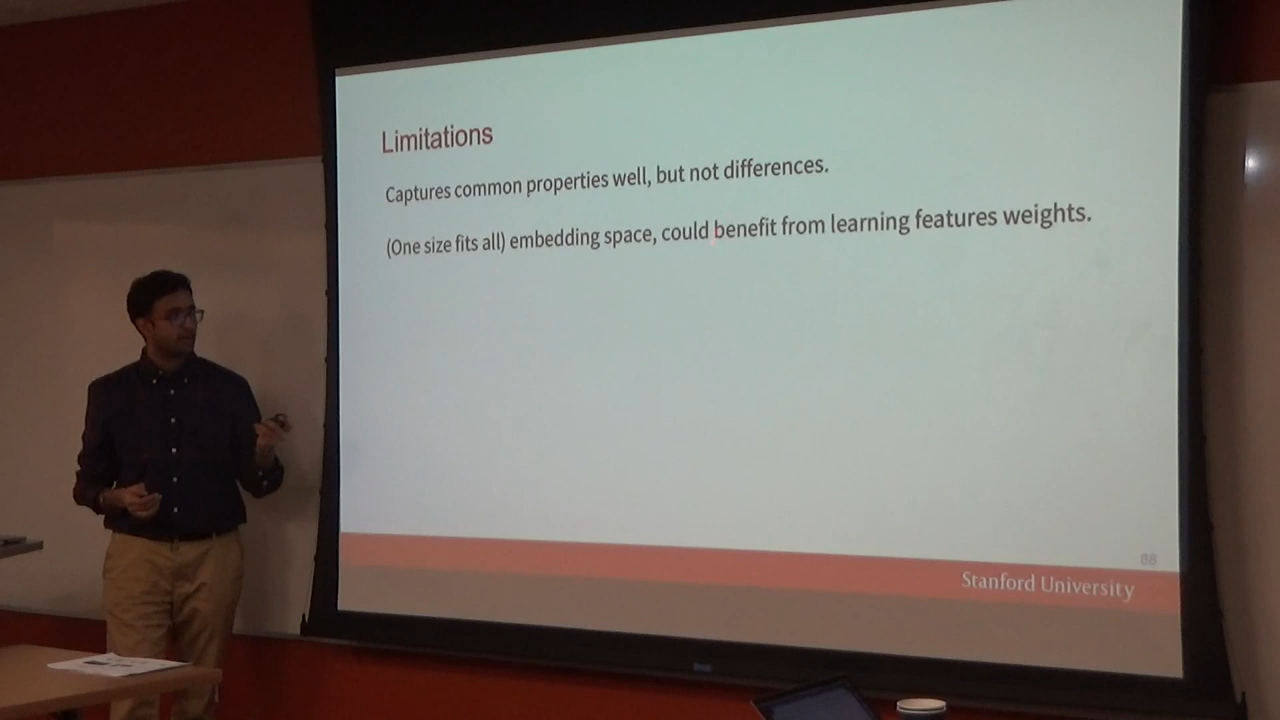 Limitations
Captures common properties well, but not differences.
(One size fits all) embedding space, could benefit from learning features weights.
68
Stanford University